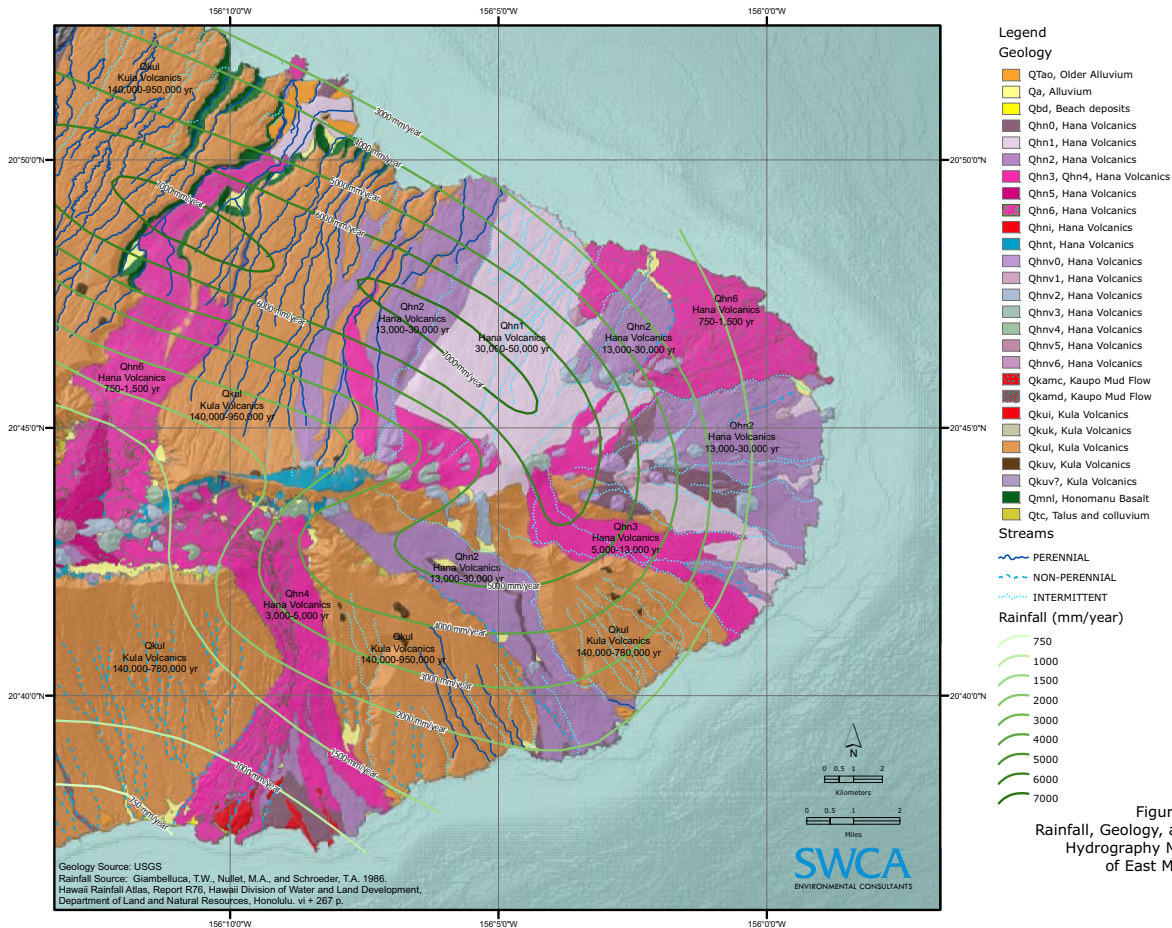 156°10'0"W
156°5'0"W
156°0'0"W
20°50'0"N
20°45'0"N
20°40'0"N
20°50'0"N
20°45'0"N
20°40'0"N
156°10'0"W
156°5'0"W
156°0'0"W
Qkul
Kula Volcanics
140,000-950,000 yr
3000 mm/year
4000 mm/year
5000 mm/year
6000 mm/year
7000 mm/year
6000 mm/year
Qhn2
Hana Volcanics
13,000-30,000 yr
Qhn1
Hana Volcanics
30,000-50,000 yr
7000mm/year
Qhn2
Hana Volcanics
13,000-30,000 yr
Qhn6
Hana Volcanics
750-1,500 yr
Qhn6
Hana Volcanics
750-1,500 yr
Qkul
Kula Volcanics
140,000-950,000 yr
Qhn2
Hana Volcanics
13,000-30,000 yr
Qhn3
Hana Volcanics
5,000-13,000 yr
Qhn2
Hana Volcanics
13,000-30,000 yr
5000 mm/year
Qhn4
Hana Volcanics
3,000-5,000 yr
4000 mm/year
Qkul
Kula Volcanics
140,000-780,000 yr
Qkul
Kula Volcanics
140,000-950,000 yr
Qkul
Kula Volcanics
140,000-780,000 yr
3000 mm/year
2000 mm/year
1500 mm/year
1000 mm/year
750 mm/year
N
0 0.5 1 2
Kilometers
0 0.5 1 2
Miles
SWCA
ENVIRONMENTAL CONSULTANTS
Geology Source: USGS
Rainfall Source: Giambelluca, T.W., Nullet, M.A., and Schroeder, T.A. 1986.
Hawaii Rainfall Atlas, Report R76, Hawaii Division of Water and Land Development,
Department of Land and Natural Resources, Honolulu. vi + 267 p.
Legend
Geology
QTao, Older Alluvium
Qa, Alluvium
Qbd, Beach deposits
Qhn0, Hana Volcanics
Qhn1, Hana Volcanics
Qhn2, Hana Volcanics
Qhn3, Qhn4, Hana Volcanics
Qhn5, Hana Volcanics
Qhn6, Hana Volcanics
Qhni, Hana Volcanics
Qhnt, Hana Volcanics
Qhnv0, Hana Volcanics
Qhnv1, Hana Volcanics
Qhnv2, Hana Volcanics
Qhnv3, Hana Volcanics
Qhnv4, Hana Volcanics
Qhnv5, Hana Volcanics
Qhnv6, Hana Volcanics
Qkamc, Kaupo Mud Flow
Qkamd, Kaupo Mud Flow
Qkui, Kula Volcanics
Qkuk, Kula Volcanics
Qkul, Kula Volcanics
Qkuv, Kula Volcanics
Qkuv?, Kula Volcanics
Qmnl, Honomanu Basalt
Qtc, Talus and colluvium
Streams
PERENNIAL
NON-PERENNIAL
INTERMITTENT
Rainfall (mm/year)
750
1000
1500
2000
3000
4000
5000
6000
7000
Figur
Rainfall, Geology, a
Hydrography M
of East M